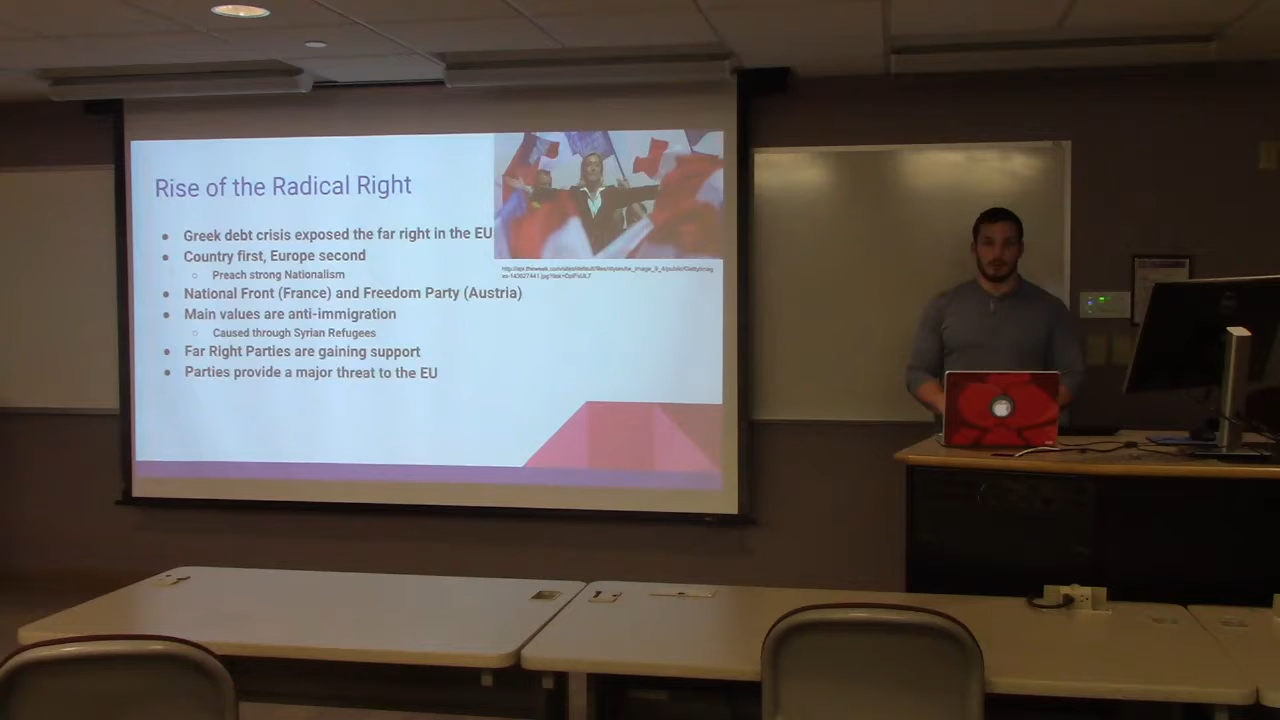 Rise of the Radical Right
Greek debt crisis exposed the far right in the EU
Country first, Europe second
Preach strong Nationalism
National Front (France) and Freedom Party (Austria)
Main values are anti-immigration
Caused through Syrian Refugees
Far Right Parties are gaining support
Parties provide a major threat to the EU